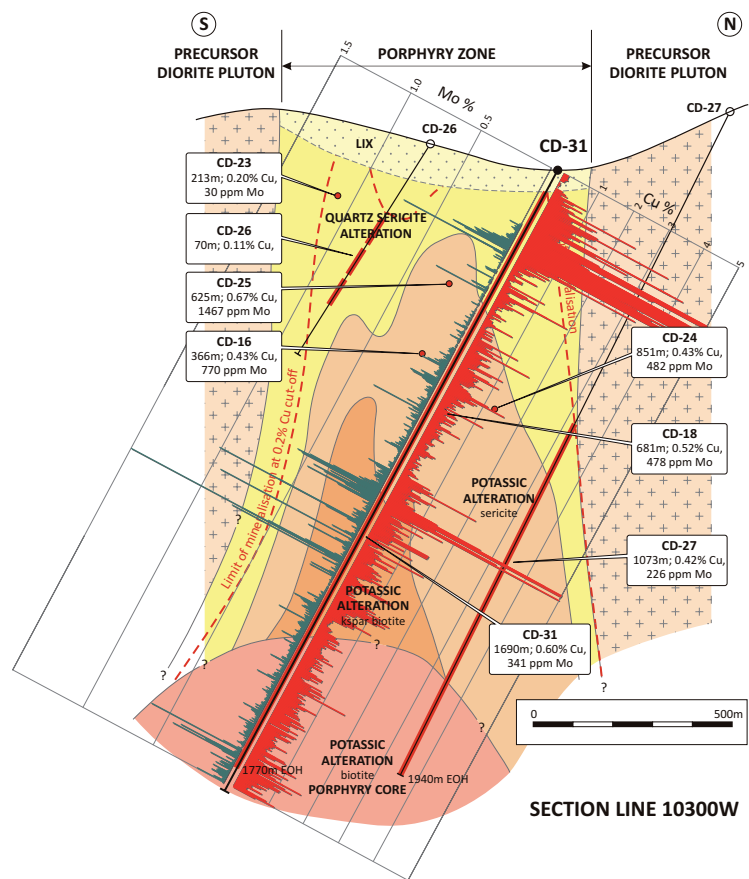 S
N
PRECURSOR
DIORITE PLUTON
PORPHYRY ZONE
PRECURSOR
DIORITE PLUTON
1.5
1.0
0.5
Mo %
CD-26
CD-27
CD-31
LIX
1
2
3
4
5
Cu %
CD-23
213m; 0.20% Cu,
30 ppm Mo
QUARTZ SERICITE
ALTERATION
CD-26
70m; 0.11% Cu,
CD-25
625m; 0.67% Cu,
1467 ppm Mo
CD-16
366m; 0.43% Cu,
770 ppm Mo
CD-24
851m; 0.43% Cu,
482 ppm Mo
CD-18
681m; 0.52% Cu,
478 ppm Mo
Limit of mineralisation at 0.2% Cu cut-off
alisation
POTASSIC
ALTERATION
sericite
?
CD-27
1073m; 0.42% Cu,
226 ppm Mo
POTASSIC
ALTERATION
kspar biotite
CD-31
1690m; 0.60% Cu,
341 ppm Mo
?
?
?
?
?
?
0
500m
POTASSIC
ALTERATION
biotite
PORPHYRY CORE
1770m EOH
1940m EOH
SECTION LINE 10300W